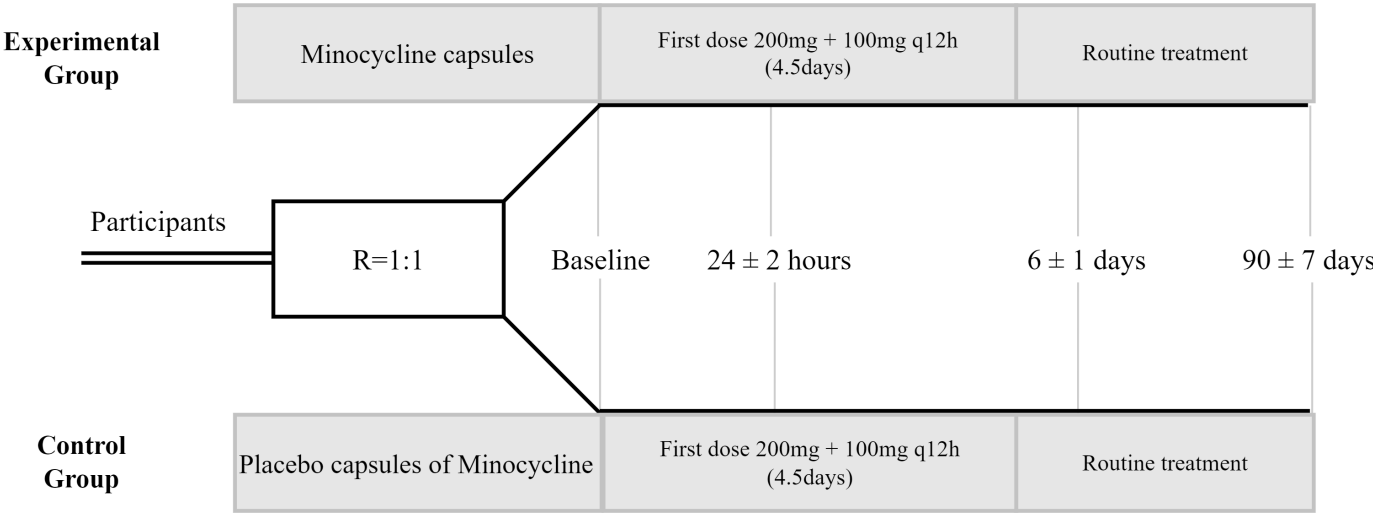 Experimental
Group
Minocycline capsules
First dose 200mg + 100mg q12h
(4.5days)
Routine treatment
Participants
R=1:1
Baseline
24 ± 2 hours
6 ± 1 days
90 ± 7 days
Control
Group
Placebo capsules of Minocycline
First dose 200mg + 100mg q12h
(4.5days)
Routine treatment